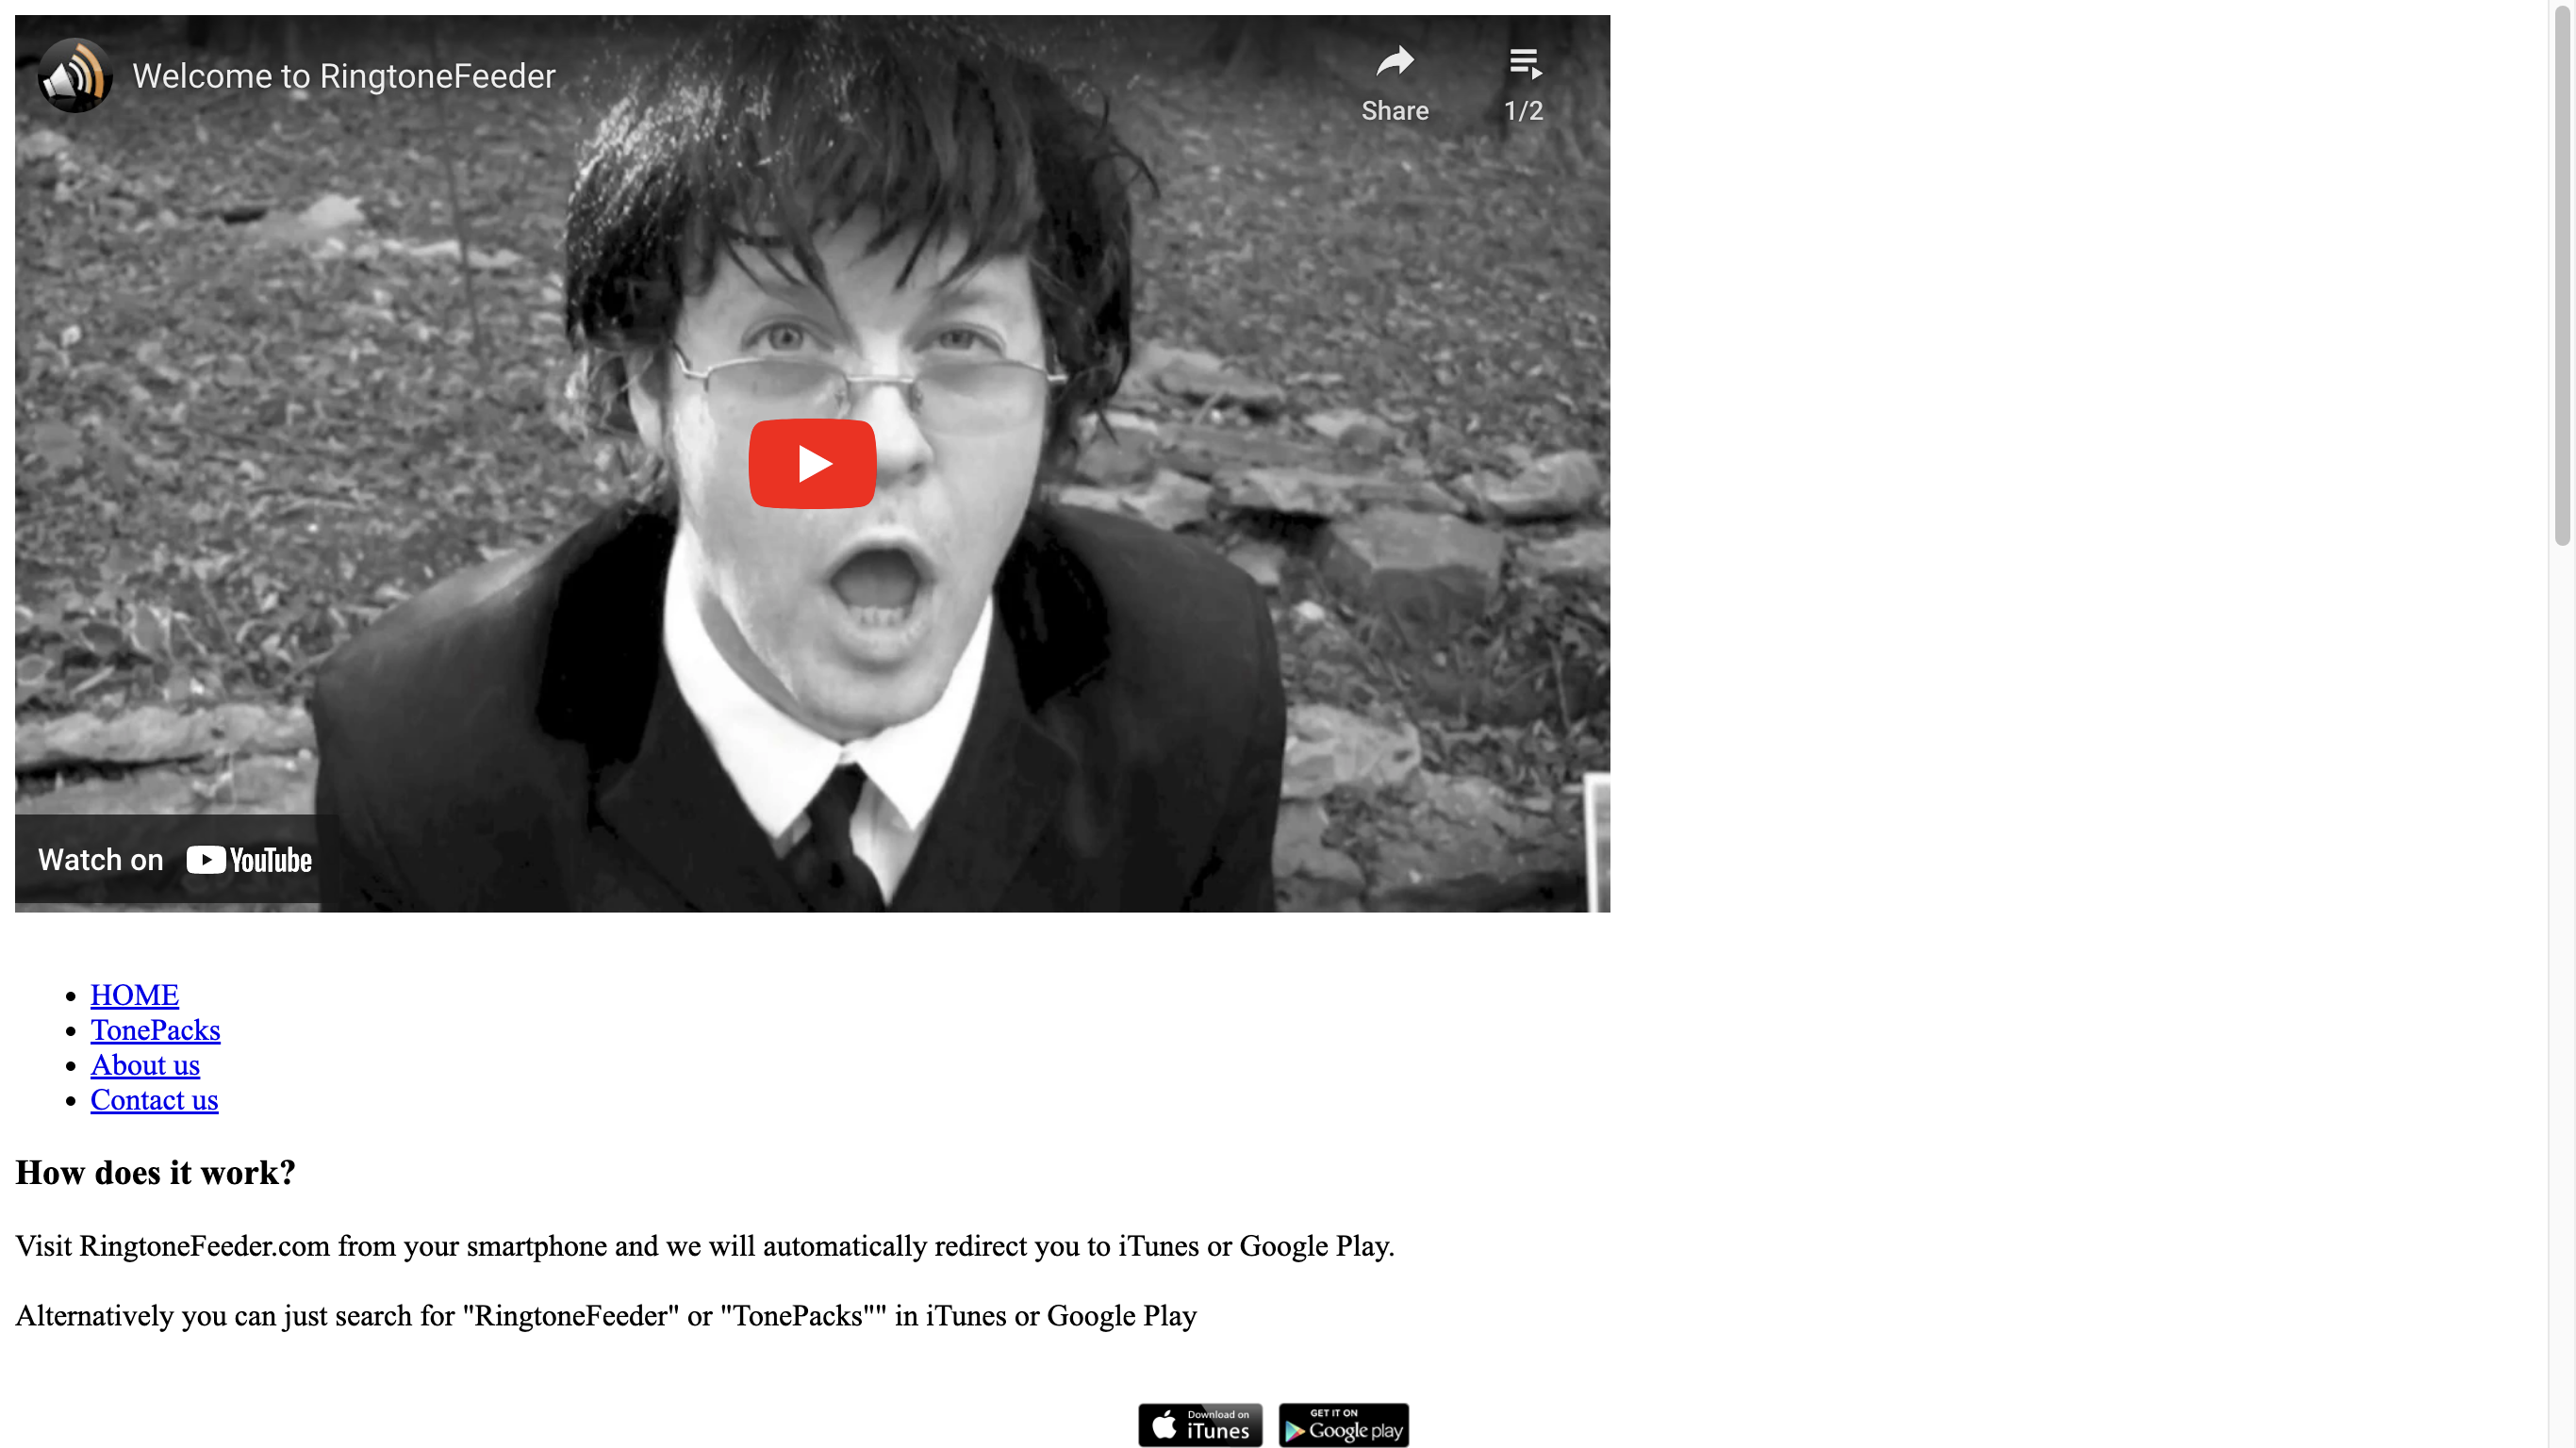 Welcome to RingtoneFeeder
Share
1/2
Watch on YouTube
HOME
TonePacks
About us
Contact us
How does it work?
Visit RingtoneFeeder.com from your smartphone and we will automatically redirect you to iTunes or Google Play.
Alternatively you can just search for "RingtoneFeeder" or "TonePacks"" in iTunes or Google Play
Download on
iTunes
GET IT ON
Google play